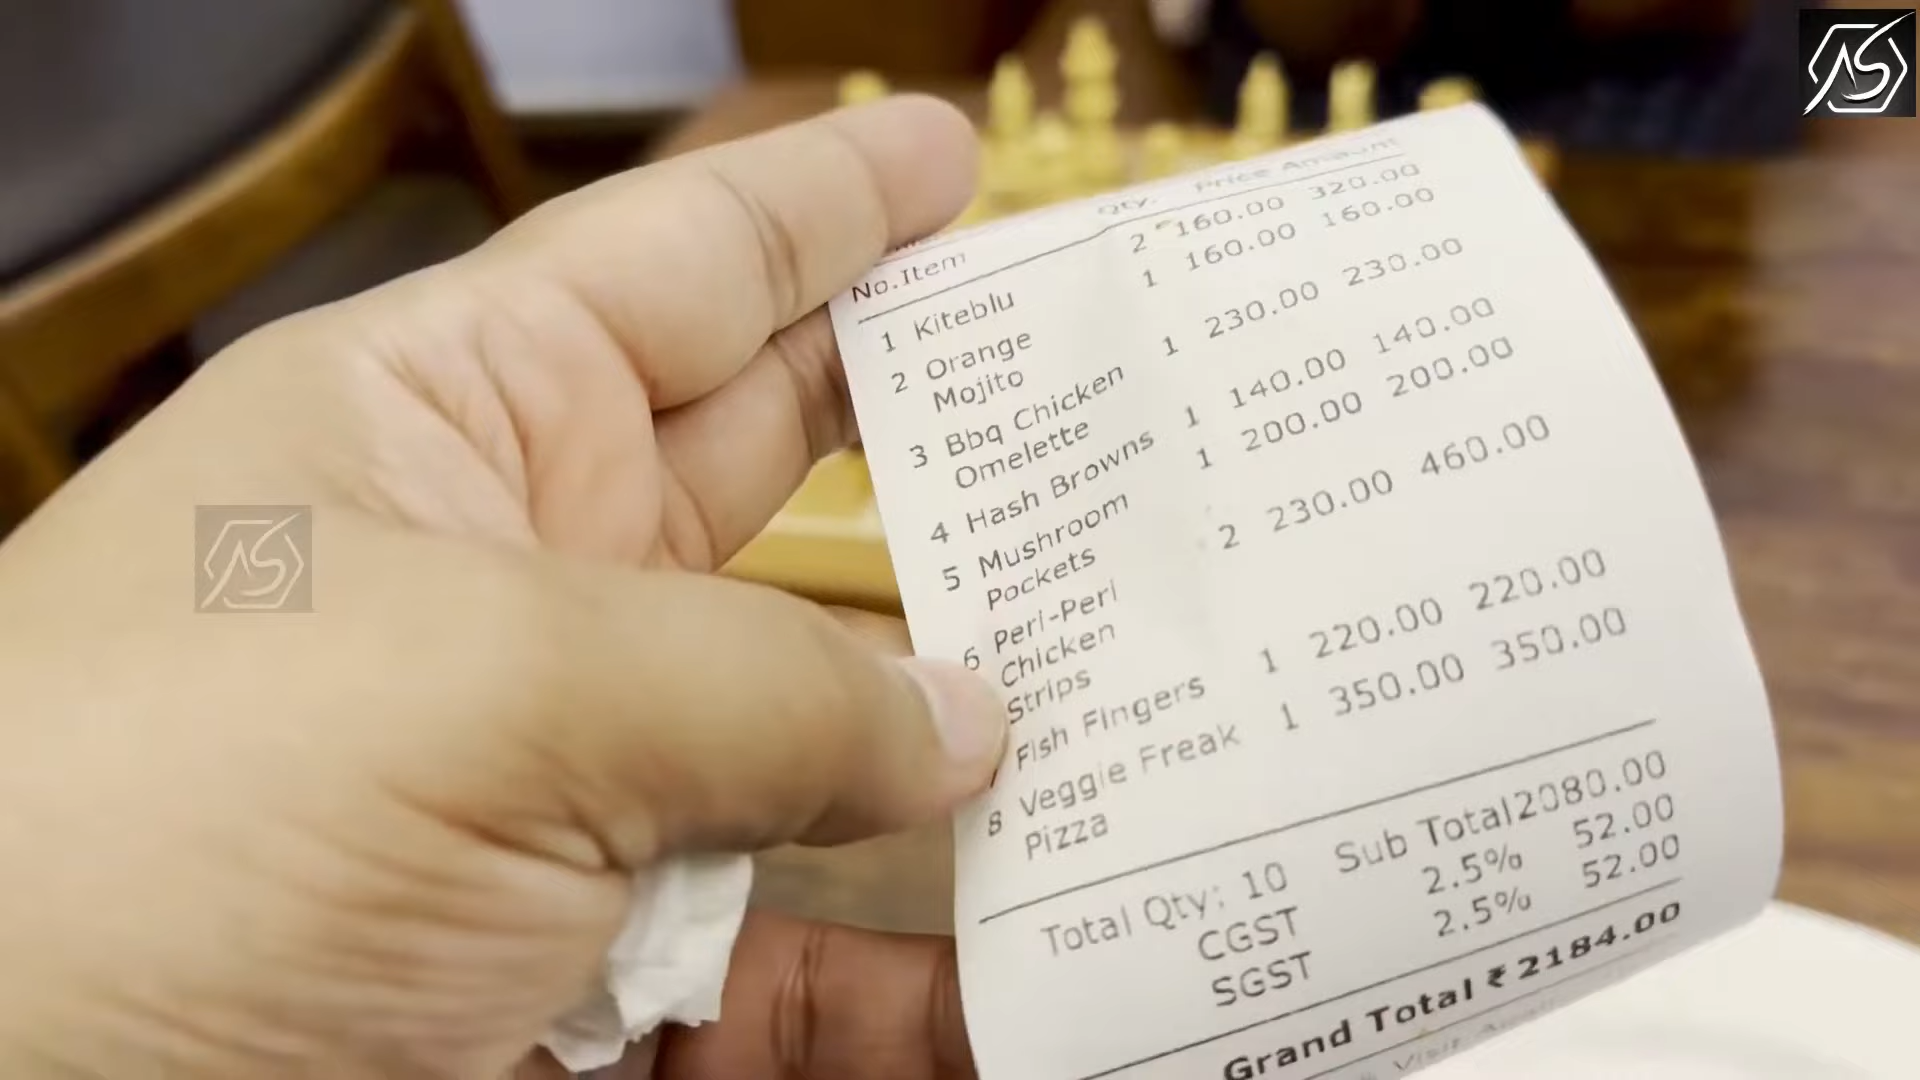 No.Item Qty. Price Amount
1 Kiteblu 2 160.00 320.00
2 Orange 1 160.00 160.00
Mojito
3 Bbq Chicken 1 230.00 230.00
Omelette
4 Hash Browns 1 140.00 140.00
5 Mushroom 1 200.00 200.00
Pockets
6 Peri-Peri 2 230.00 460.00
Chicken
Strips
Fish Fingers 1 220.00 220.00
8 Veggie Freak 1 350.00 350.00
Pizza
Total Qty: 10 Sub Total 2080.00
CGST 2.5% 52.00
SGST 2.5% 52.00
Grand Total ₹ 2184.00
Visit
AS
AS